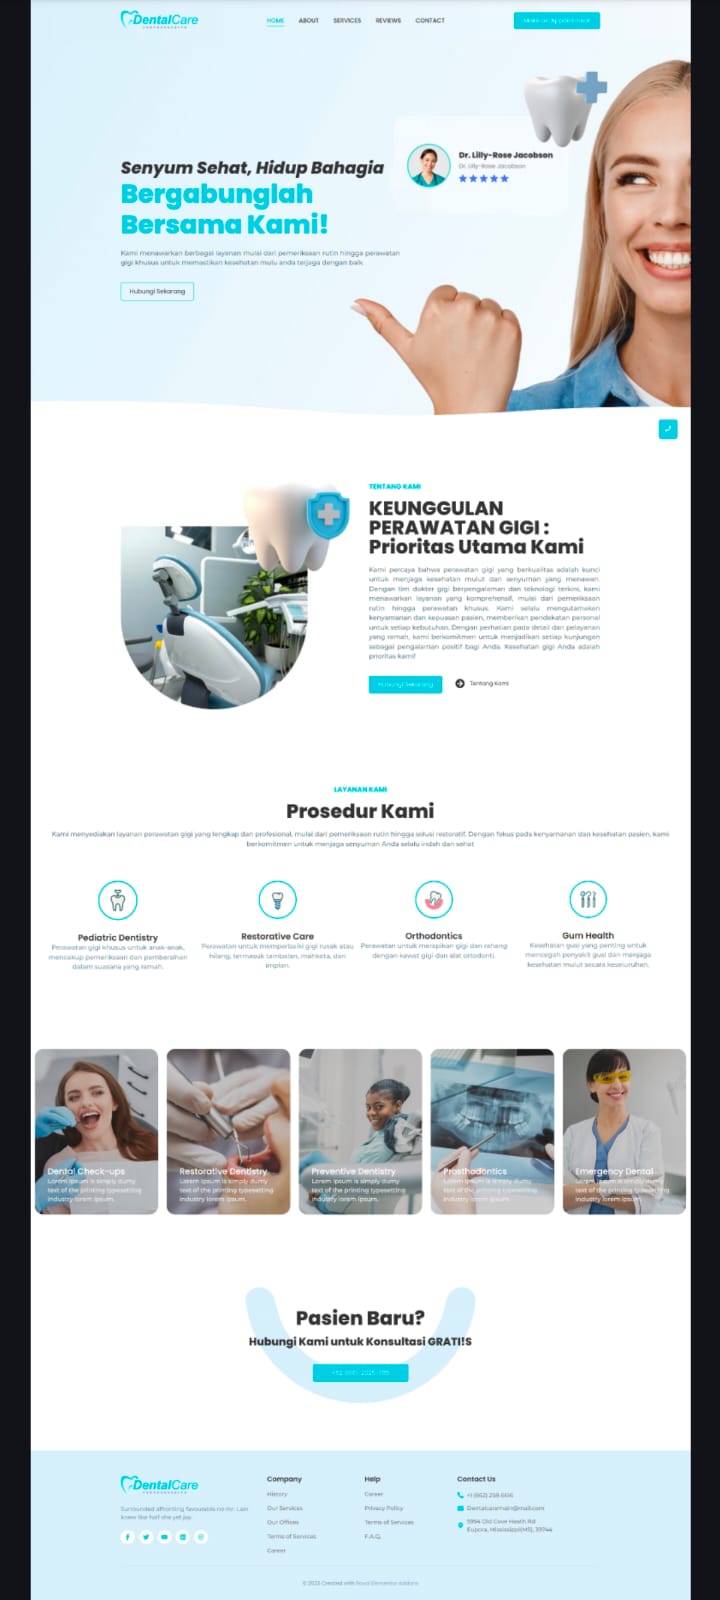 DentalCare
HOME ABOUT SERVICES REVIEWS CONTACT
Make an Appointment
Dr. Lilly-Rose Jacobson
Dr. Lilly-Rose Jacobson
Senyum Sehat, Hidup Bahagia
Bergabunglah
Bersama Kami!
Kami menawarkan berbagai layanan mulai dari pemeriksaan rutin hingga perawatan
gigi khusus untuk memastikan kesehatan mulu anda terjaga dengan baik
Hubungi Sekarang
TENTANG KAMI
KEUNGGULAN
PERAWATAN GIGI :
Prioritas Utama Kami
Kami percaya bahwa perawatan gigi yang berkualitas adalah kunci
untuk menjaga kesehatan mulut dan senyuman yang menawan.
Dengan tim dokter gigi berpengalaman dan teknologi terkini, kami
menawarkan layanan yang komprehensif, mulai dari pemeriksaan
rutin hingga perawatan khusus. Kami selalu mengutamakan
kenyamanan dan kepuasan pasien, memberikan pendekatan personal
untuk setiap kebutuhan. Dengan perhatian pada detail dan pelayanan
yang ramah, kami berkomitmen untuk menjadikan setiap kunjungan
sebagai pengalaman positif bagi Anda. Kesehatan gigi Anda adalah
prioritas kami!
Hubungi Sekarang
Tentang Kami
LAYANAN KAMI
Prosedur Kami
Kami menyediakan layanan perawatan gigi yang lengkap dan profesional, mulai dari pemeriksaan rutin hingga solusi restoratif. Dengan fokus pada kenyamanan dan kesehatan pasien, kami
berkomitmen untuk menjaga senyuman Anda selalu indah dan sehat
Pediatric Dentistry
Perawatan gigi khusus untuk anak-anak,
mencakup pemeriksaan dan pembersihan
dalam suasana yang ramah.
Restorative Care
Perawatan untuk memperbaiki gigi rusak atau
hilang, termasuk tambalan, mahkota, dan
implan.
Orthodontics
Perawatan untuk merapikan gigi dan rahang
dengan kawat gigi dan alat ortodonti.
Gum Health
Kesehatan gusi yang penting untuk
mencegah penyakit gusi dan menjaga
kesehatan mulut secara keseluruhan.
Dental Check-ups
Lorem Ipsum is simply dumy
text of the printing typesetting
industry lorem ipsum.
Restorative Dentistry
Lorem Ipsum is simply dumy
text of the printing typesetting
industry lorem ipsum.
Preventive Dentistry
Lorem Ipsum is simply dumy
text of the printing typesetting
industry lorem ipsum.
Prosthodontics
Lorem Ipsum is simply dumy
text of the printing typesetting
industry lorem ipsum.
Emergency Dental
Lorem Ipsum is simply dumy
text of the printing typesetting
industry lorem ipsum.
Pasien Baru?
Hubungi Kami untuk Konsultasi GRATI!S
DentalCare
Surrounded affronting favourable no mr. Lain
knew like half she yet joy.
Company
History
Our Services
Our Offices
Terms of Services
Career
Help
Career
Privacy Policy
Terms of Services
F.A.Q.
Contact Us
Dentalcaremain@mail.com
5994 Old Cove Heath Rd
Eupora, Mississippi(MS), 39744
© 2023 Created with Royal Elementor Addons